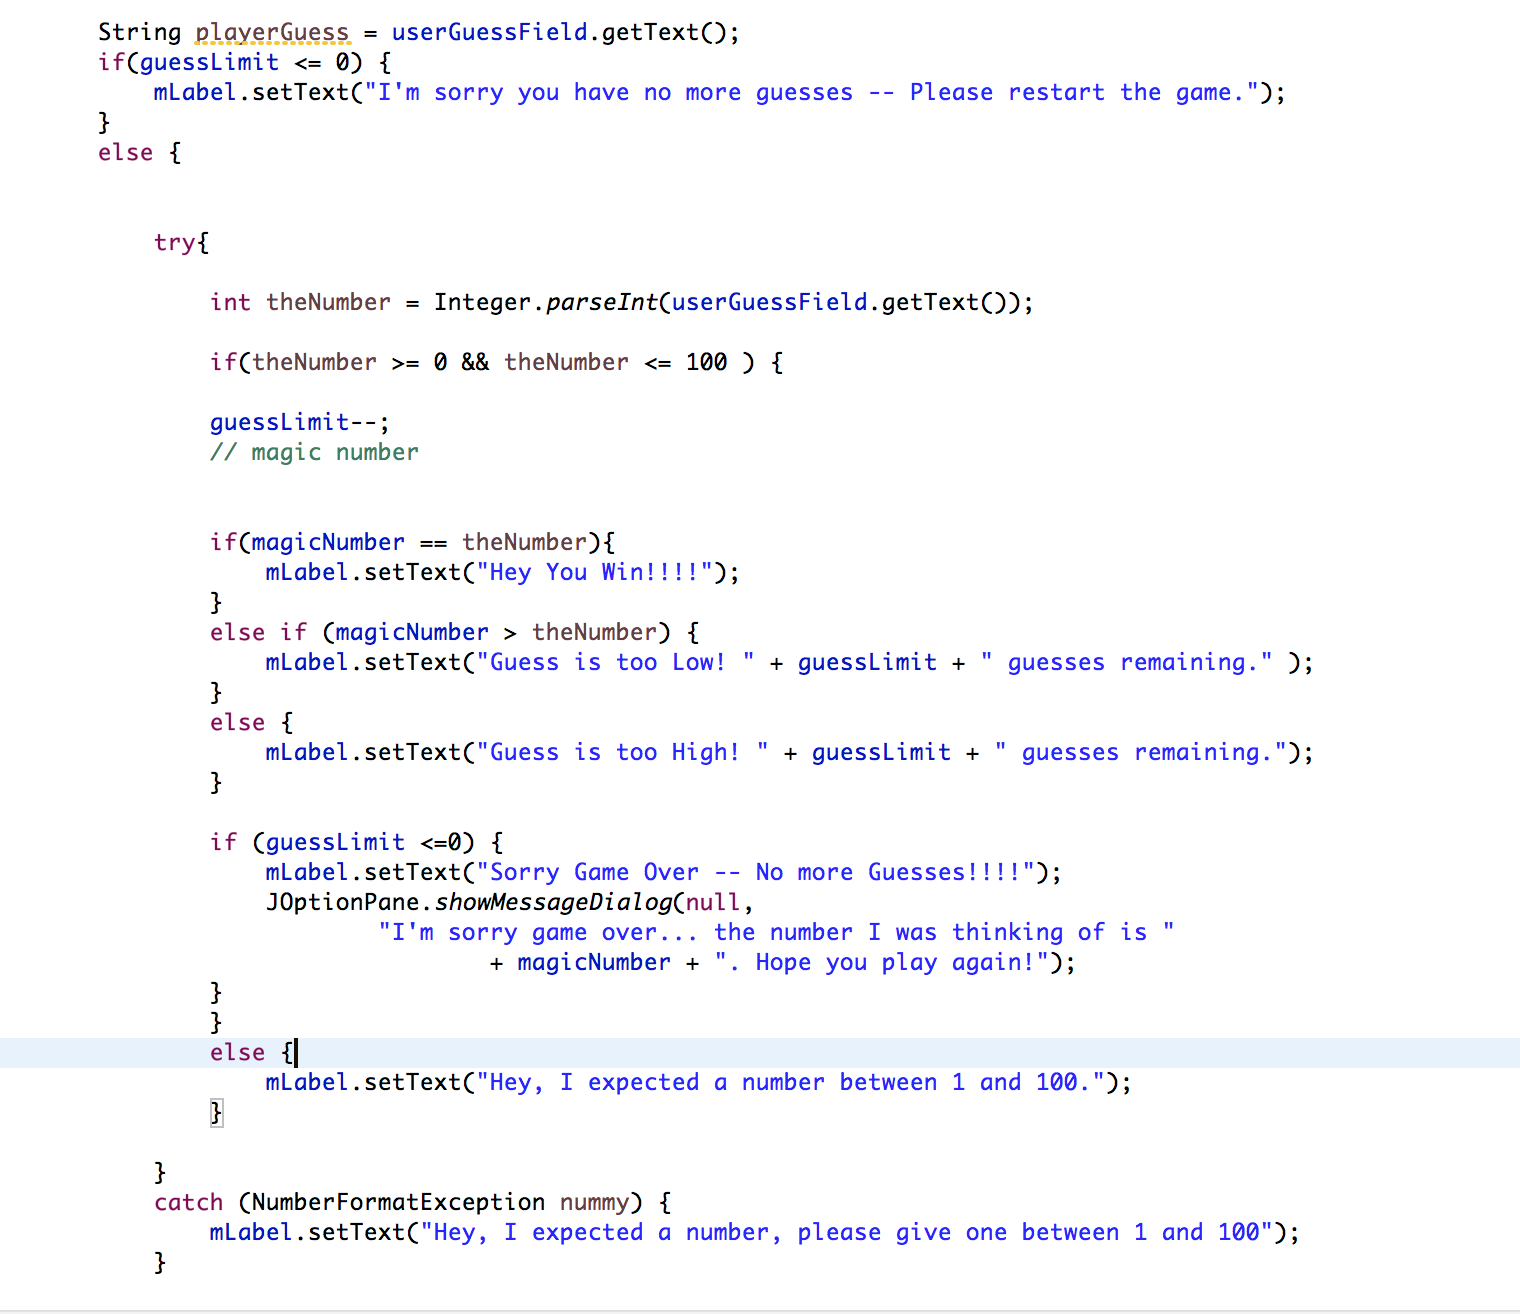 String playerGuess = userGuessField.getText();
if(guessLimit <= 0) {
mLabel.setText("I'm sorry you have no more guesses -- Please restart the game.");
}
else {
try{
int theNumber = Integer.parseInt(userGuessField.getText());
if(theNumber >= 0 && theNumber <= 100 ) {
guessLimit--;
// magic number
if(magicNumber == theNumber){
mLabel.setText("Hey You Win!!!!");
}
else if (magicNumber > theNumber) {
mLabel.setText("Guess is too Low! " + guessLimit + " guesses remaining." );
}
else {
mLabel.setText("Guess is too High! " + guessLimit + " guesses remaining.");
}
if (guessLimit <=0) {
mLabel.setText("Sorry Game Over -- No more Guesses!!!!");
JOptionPane.showMessageDialog(null,
"I'm sorry game over... the number I was thinking of is "
+ magicNumber + ". Hope you play again!");
}
}
else {
mLabel.setText("Hey, I expected a number between 1 and 100.");
}
}
catch (NumberFormatException nummy) {
mLabel.setText("Hey, I expected a number, please give one between 1 and 100");
}